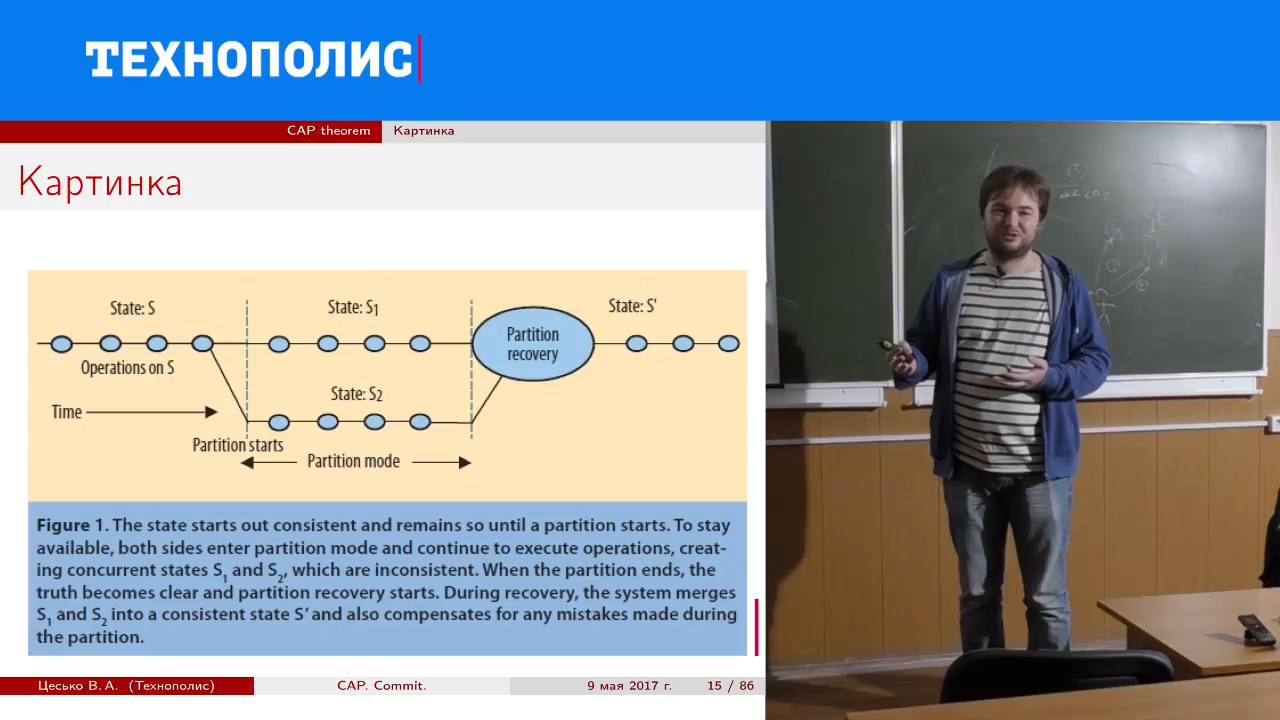 ТЕХНОПОЛИС
CAP theorem
Картинка
Картинка
State: S
State: S1
State: S'
Partition
recovery
Operations on S
State: S2
Time
Partition starts
Partition mode
Figure 1. The state starts out consistent and remains so until a partition starts. To stay
available, both sides enter partition mode and continue to execute operations, creat-
ing concurrent states S1 and S2, which are inconsistent. When the partition ends, the
truth becomes clear and partition recovery starts. During recovery, the system merges
S1 and S2 into a consistent state S' and also compensates for any mistakes made during
the partition.
Цесько В. А. (Технополис)
CAP. Commit.
9 мая 2017 г.
15 / 86